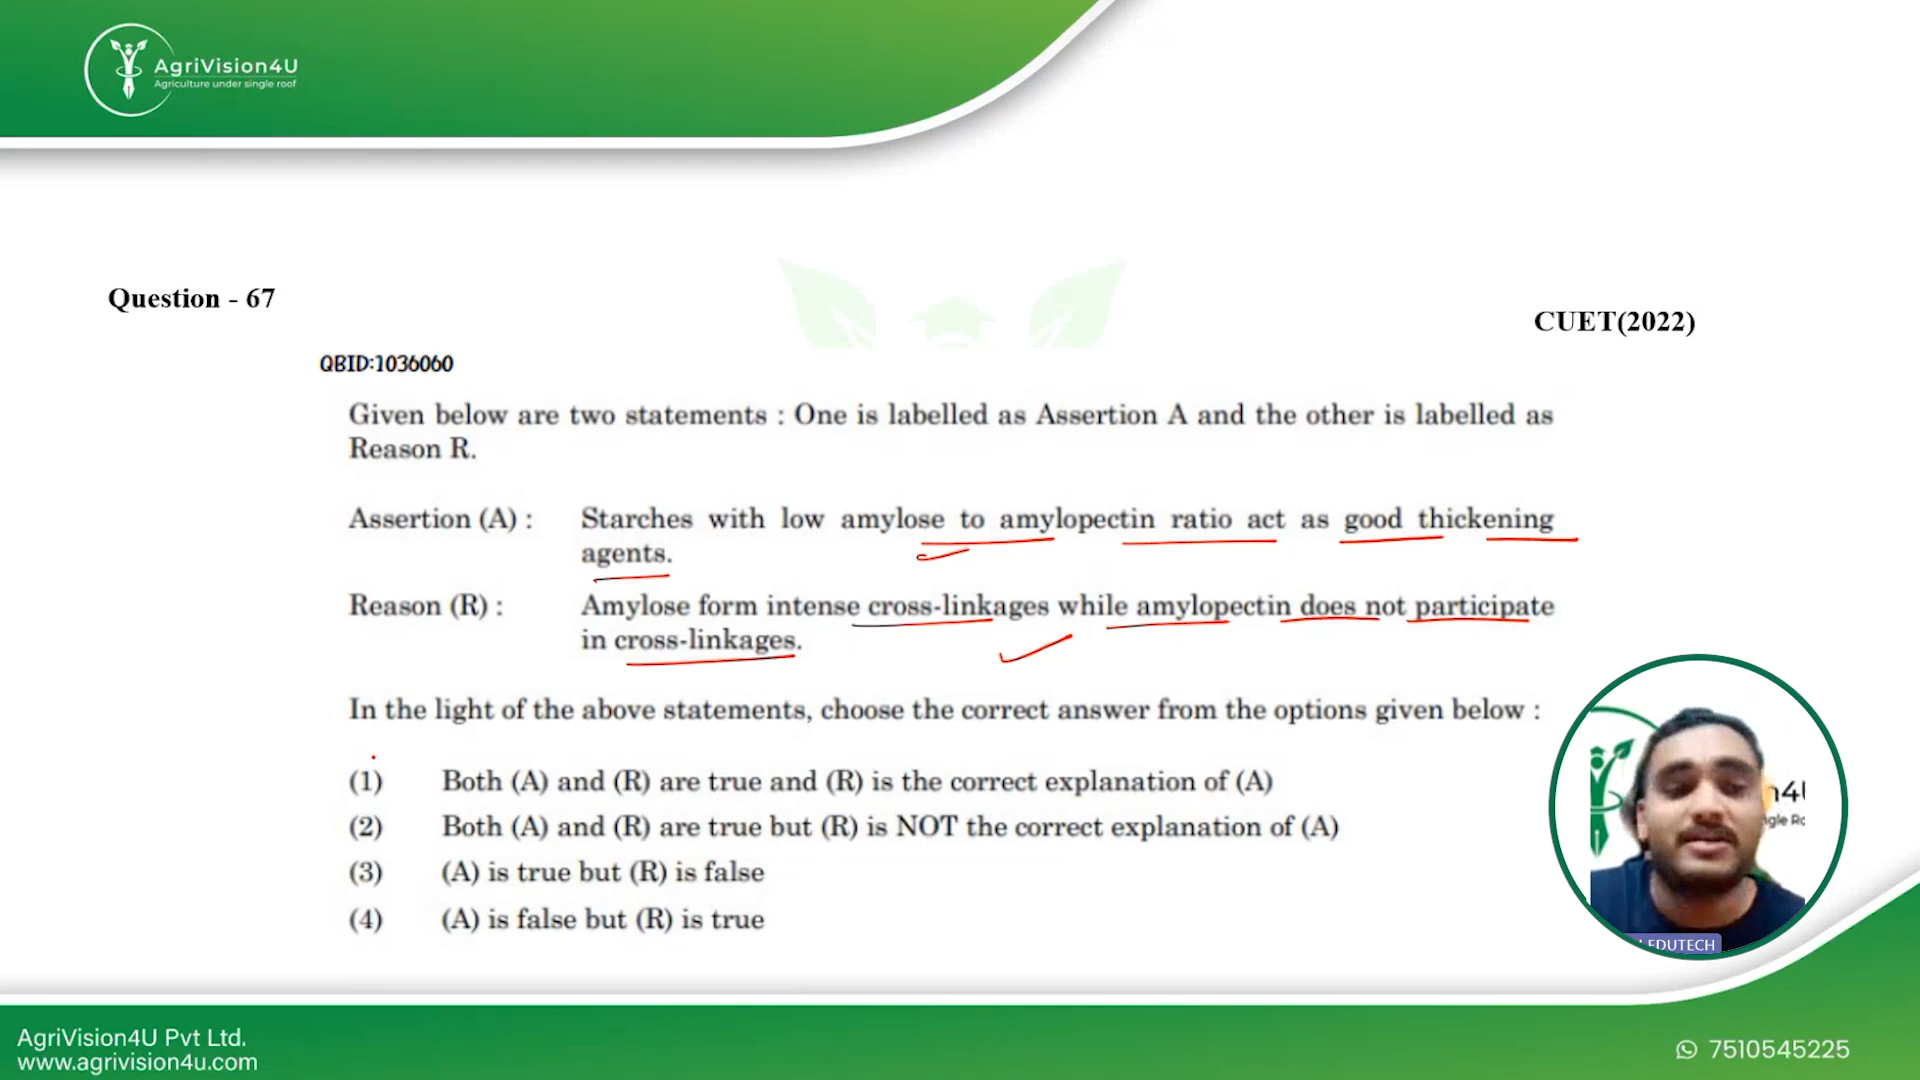 AgriVision4U
Agriculture under single roof
Question - 67
CUET(2022)
QBID:1036060
Given below are two statements : One is labelled as Assertion A and the other is labelled as
Reason R.
Assertion (A) : Starches with low amylose to amylopectin ratio act as good thickening
agents.
Reason (R) : Amylose form intense cross-linkages while amylopectin does not participate
in cross-linkages.
In the light of the above statements, choose the correct answer from the options given below :
(1) Both (A) and (R) are true and (R) is the correct explanation of (A)
(2) Both (A) and (R) are true but (R) is NOT the correct explanation of (A)
(3) (A) is true but (R) is false
(4) (A) is false but (R) is true
4U
gle Ro
EDUTECH
AgriVision4U Pvt Ltd.
www.agrivision4u.com
7510545225